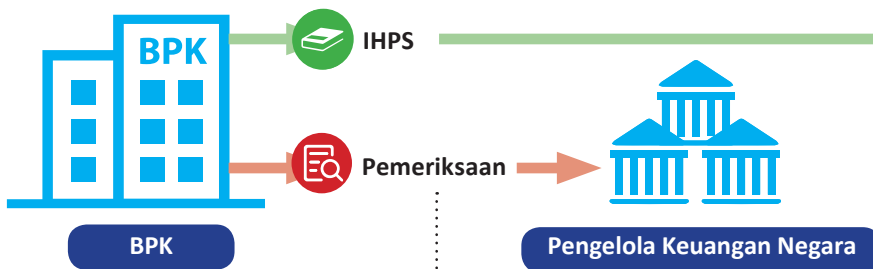 BPK
IHPS
Pemeriksaan
BPK
Pengelola Keuangan Negara